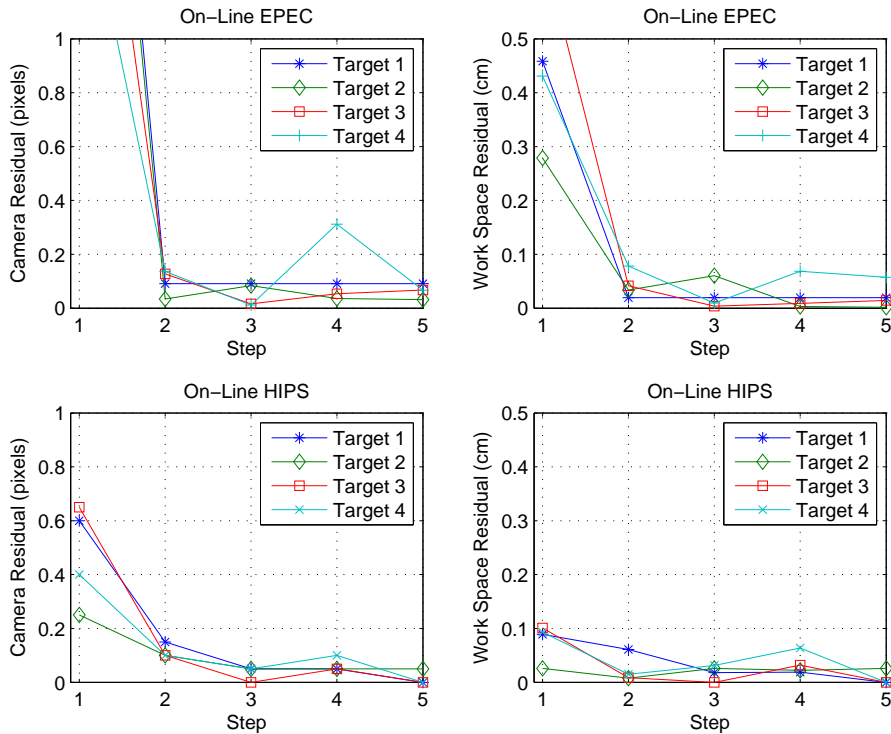 On−Line EPEC
Camera Residual (pixels)
1
0.8
0.6
0.4
0.2
0
1 2 3 4 5
Step
Target 1
Target 2
Target 3
Target 4
On−Line EPEC
Work Space Residual (cm)
0.5
0.4
0.3
0.2
0.1
0
1 2 3 4 5
Step
Target 1
Target 2
Target 3
Target 4
On−Line HIPS
Camera Residual (pixels)
1
0.8
0.6
0.4
0.2
0
1 2 3 4 5
Step
Target 1
Target 2
Target 3
Target 4
On−Line HIPS
Work Space Residual (cm)
0.5
0.4
0.3
0.2
0.1
0
1 2 3 4 5
Step
Target 1
Target 2
Target 3
Target 4